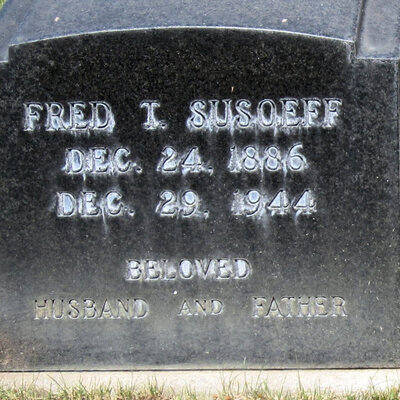 FRED T. SUSOEFF
DEC. 24, 1886
DEC. 29, 1944
BELOVED
HUSBAND AND FATHER